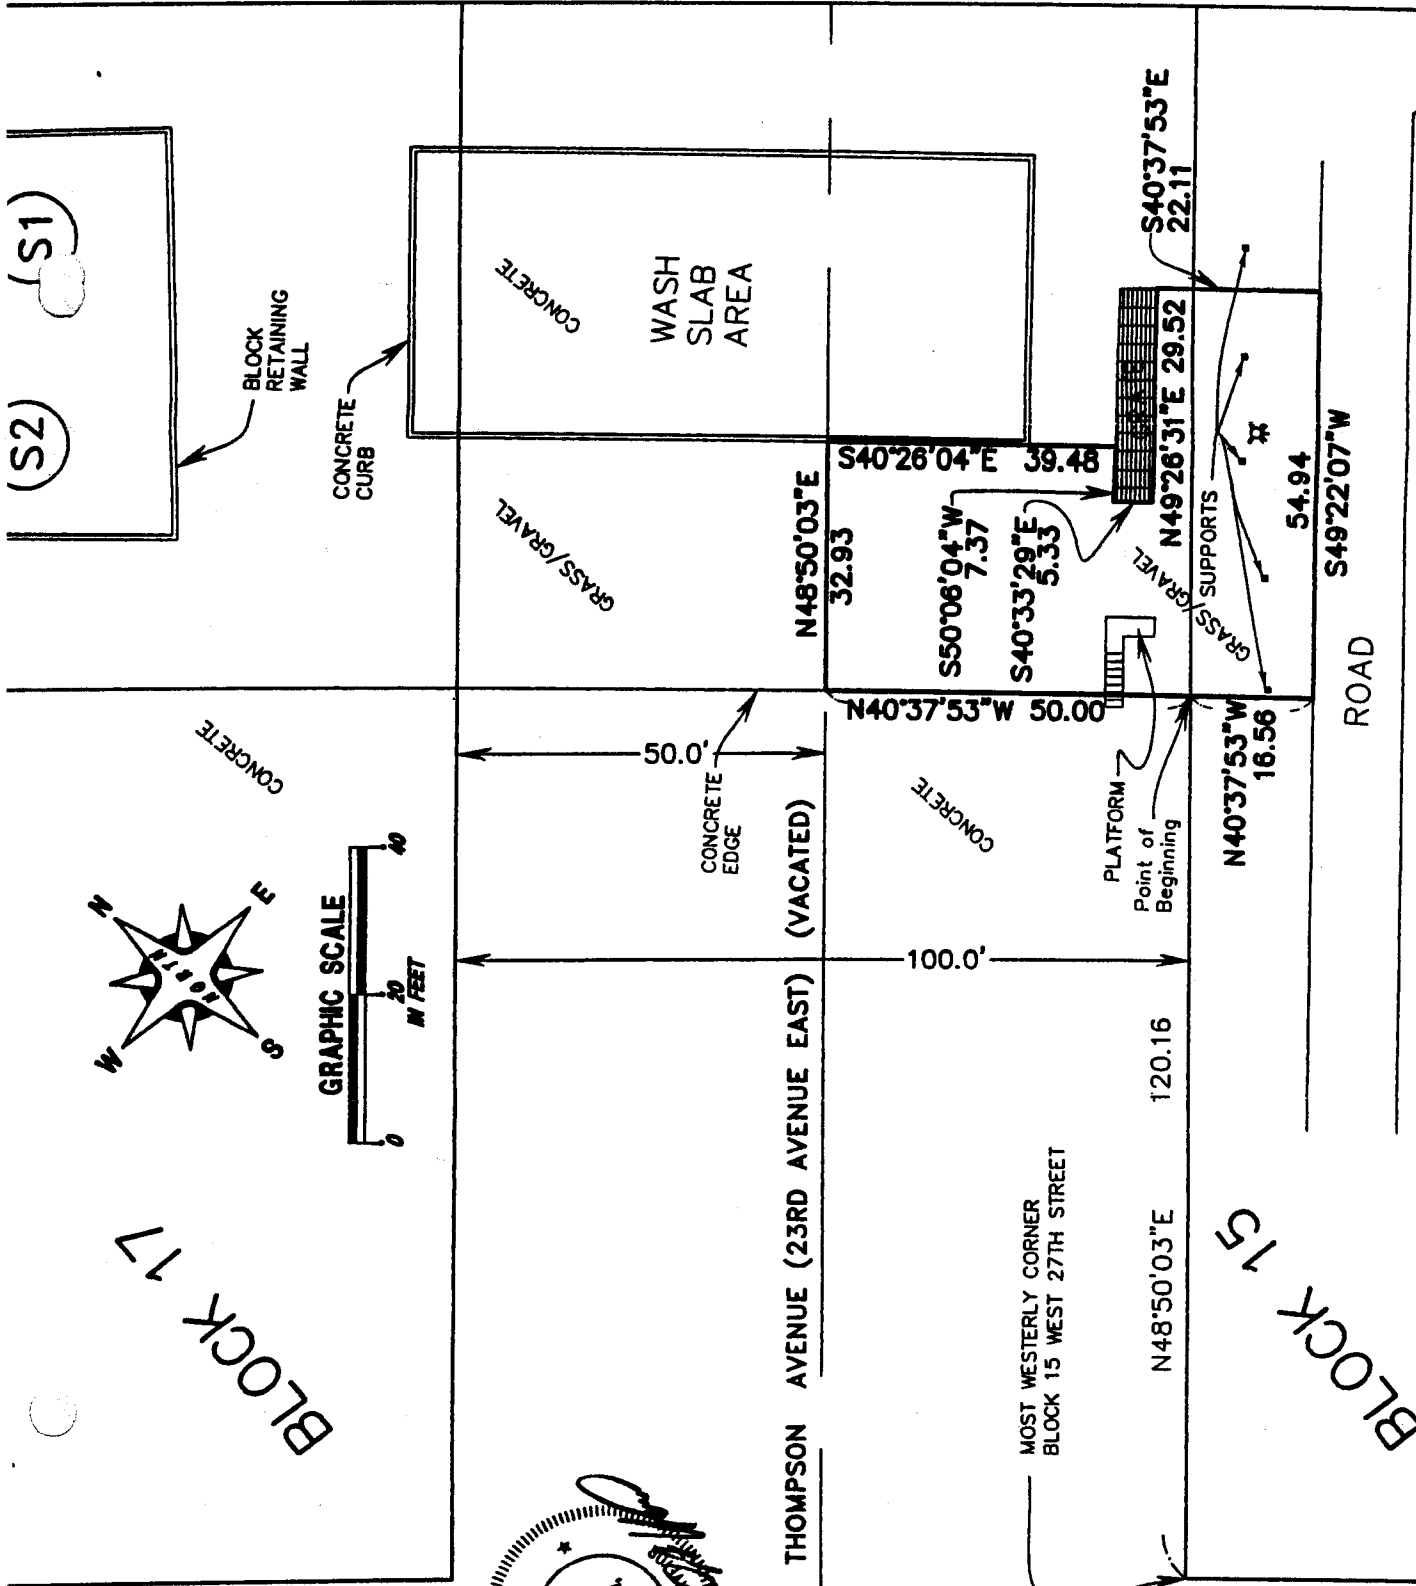 S1
S2
BLOCK
RETAINING
WALL
CONCRETE
CURB
CONCRETE
WASH
SLAB
AREA
GRASS/GRAVEL
CONCRETE
S40°37'53"E
22.11
N48°50'03"E
32.93
S40°26'04"E 39.48
S50°06'04"W
7.37
S40°33'29"E
5.33
N49°26'31"E 29.52
GRASS/GRAVEL
SUPPORTS
54.94
S49°22'07"W
N40°37'53"W 50.00
N40°37'53"W
16.56
ROAD
50.0'
CONCRETE
EDGE
CONCRETE
PLATFORM
Point of
Beginning
N
E
S
W
NORTH
GRAPHIC SCALE
0 20 40
IN FEET
100.0'
THOMPSON AVENUE (23RD AVENUE EAST) (VACATED)
BLOCK 17
MOST WESTERLY CORNER
BLOCK 15 WEST 27TH STREET
N48°50'03"E 120.16
BLOCK 15